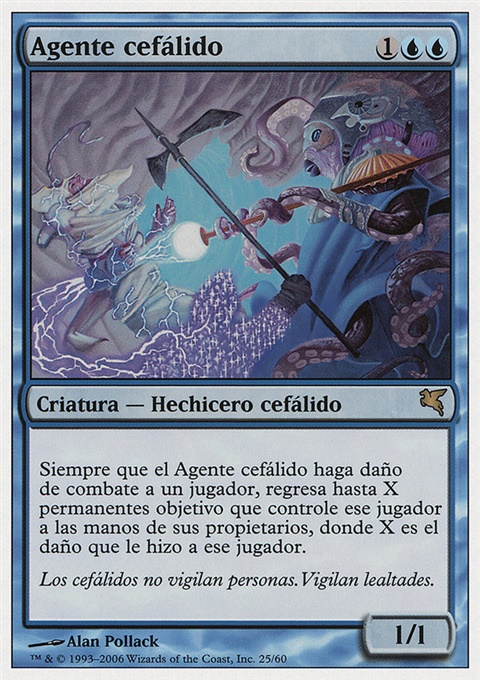 Agente cefálido
1
Criatura — Hechicero cefálido
Siempre que el Agente cefálido haga daño
de combate a un jugador, regresa hasta X
permanentes objetivo que controle ese jugador
a las manos de sus propietarios, donde X es el
daño que le hizo a ese jugador.
Los cefálidos no vigilan personas. Vigilan lealtades.
1/1
Alan Pollack
™ & © 1993–2006 Wizards of the Coast, Inc. 25/60